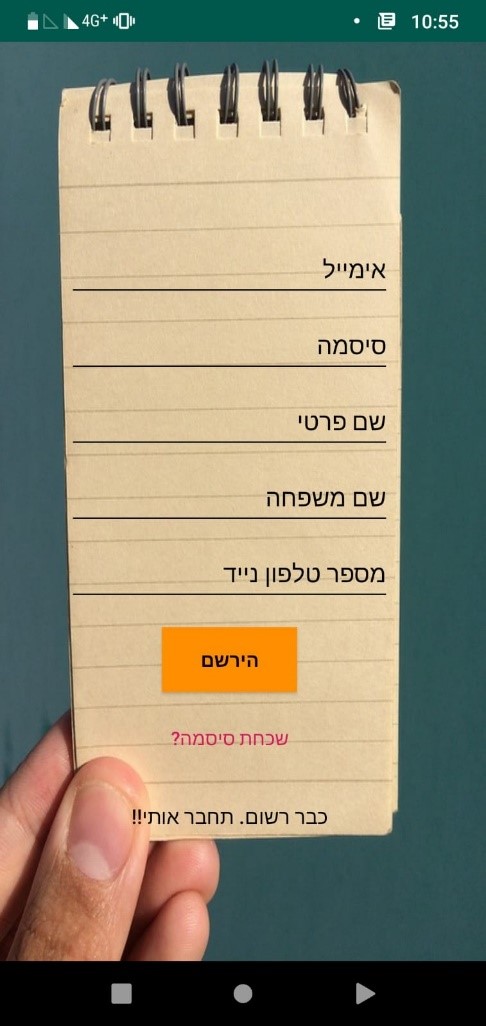 4G+
10:55
אימייל
סיסמה
שם פרטי
שם משפחה
מספר טלפון נייד
הירשם
שכחת סיסמה?
כבר רשום. תחבר אותי!!